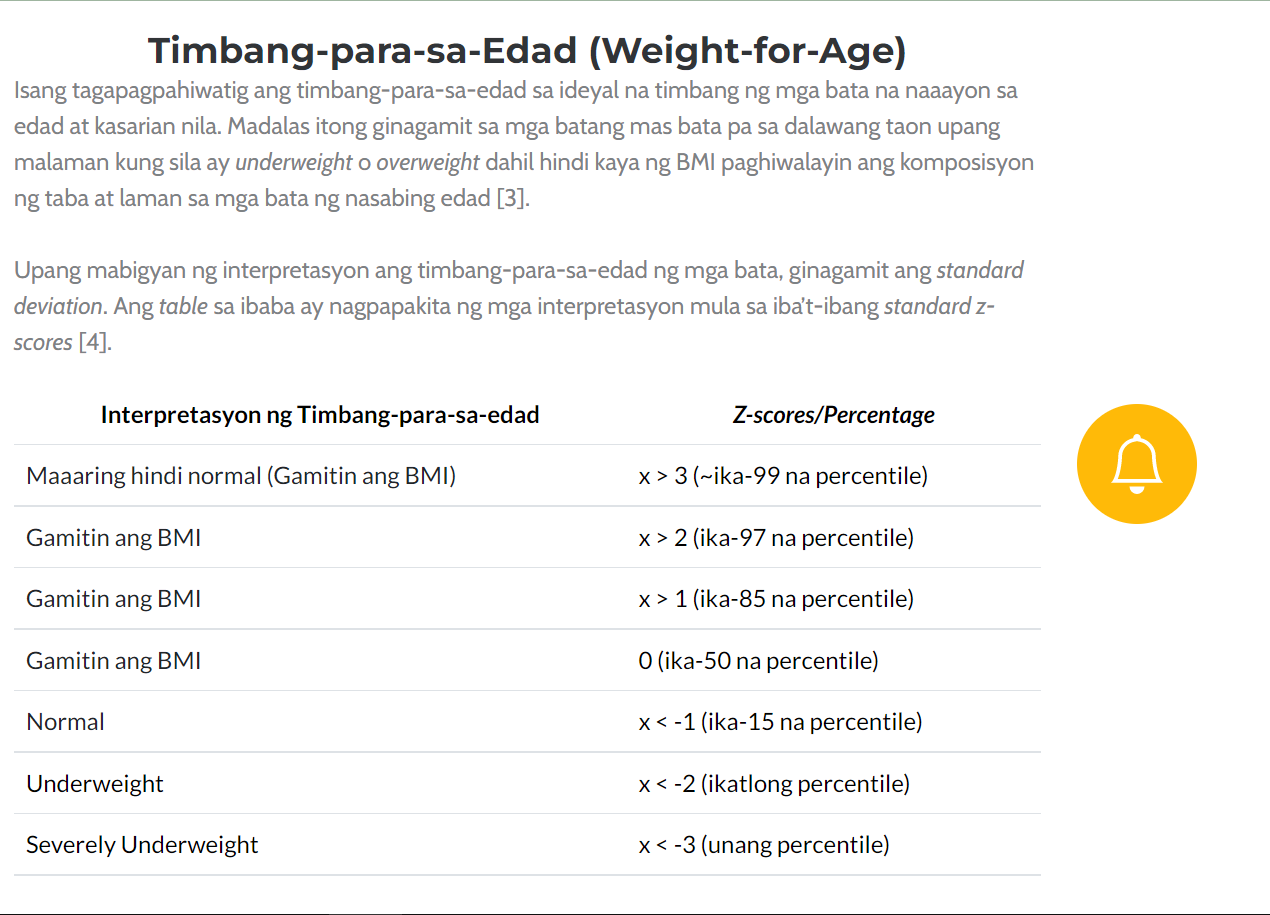 Timbang-para-sa-Edad (Weight-for-Age)
Isang tagapagpahiwatig ang timbang-para-sa-edad sa ideyal na timbang ng mga bata na naaayon sa
edad at kasarian nila. Madalas itong ginagamit sa mga batang mas bata pa sa dalawang taon upang
malaman kung sila ay underweight o overweight dahil hindi kaya ng BMI paghiwalayin ang komposisyon
ng taba at laman sa mga bata ng nasabing edad [3].
Upang mabigyan ng interpretasyon ang timbang-para-sa-edad ng mga bata, ginagamit ang standard
deviation. Ang table sa ibaba ay nagpapakita ng mga interpretasyon mula sa iba’t-ibang standard z-
scores [4].
Interpretasyon ng Timbang-para-sa-edad Z-scores/Percentage
Maaaring hindi normal (Gamitin ang BMI) x > 3 (~ika-99 na percentile)
Gamitin ang BMI x > 2 (ika-97 na percentile)
Gamitin ang BMI x > 1 (ika-85 na percentile)
Gamitin ang BMI 0 (ika-50 na percentile)
Normal x < -1 (ika-15 na percentile)
Underweight x < -2 (ikatlong percentile)
Severely Underweight x < -3 (unang percentile)